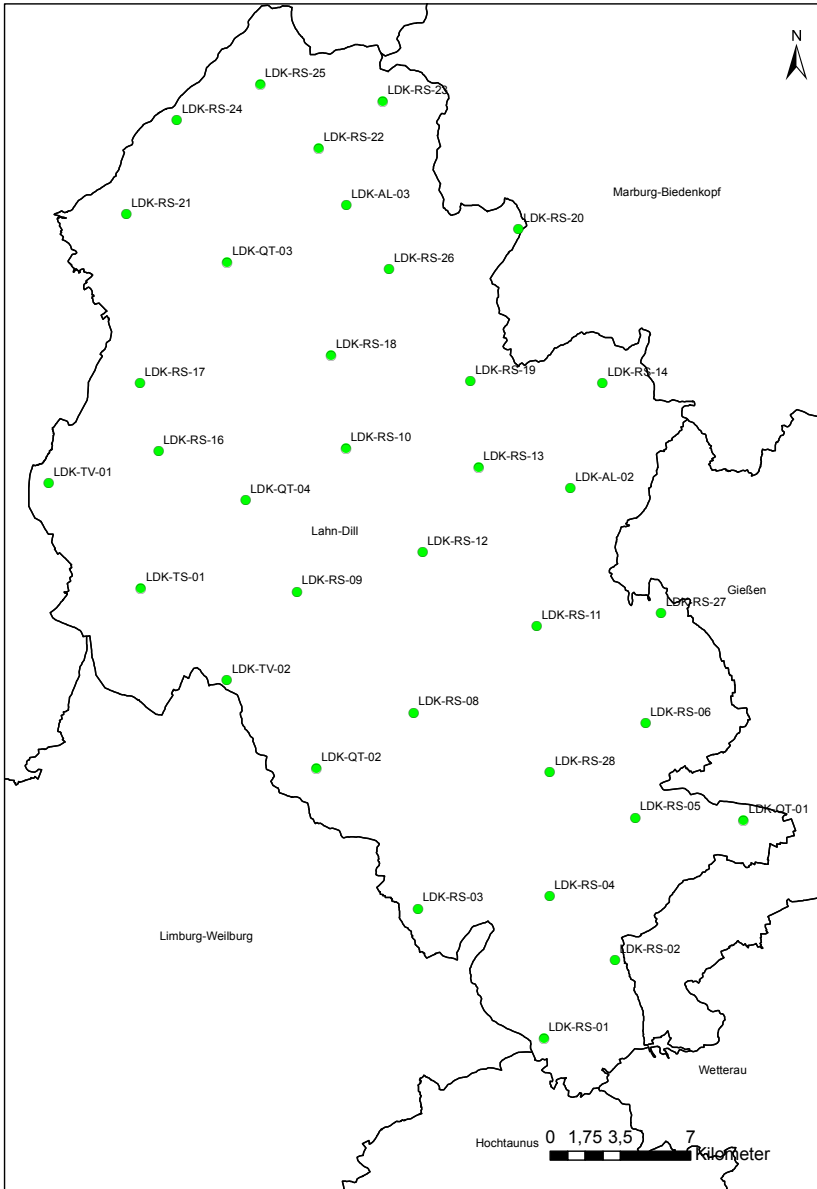 N
LDK-RS-25
LDK-RS-23
LDK-RS-24
LDK-RS-22
Marburg-Biedenkopf
LDK-AL-03
LDK-RS-21
LDK-RS-20
LDK-QT-03
LDK-RS-26
LDK-RS-18
LDK-RS-17
LDK-RS-19
LDK-RS-14
LDK-RS-16
LDK-RS-10
LDK-RS-13
LDK-TV-01
LDK-AL-02
LDK-QT-04
Lahn-Dill
LDK-RS-12
LDK-TS-01
LDK-RS-09
Gießen
LDK-RS-27
LDK-RS-11
LDK-TV-02
LDK-RS-08
LDK-RS-06
LDK-QT-02
LDK-RS-28
LDK-RS-05
LDK-QT-01
LDK-RS-04
LDK-RS-03
Limburg-Weilburg
LDK-RS-02
LDK-RS-01
Wetterau
Hochtaunus
0 1,75 3,5 7
Kilometer